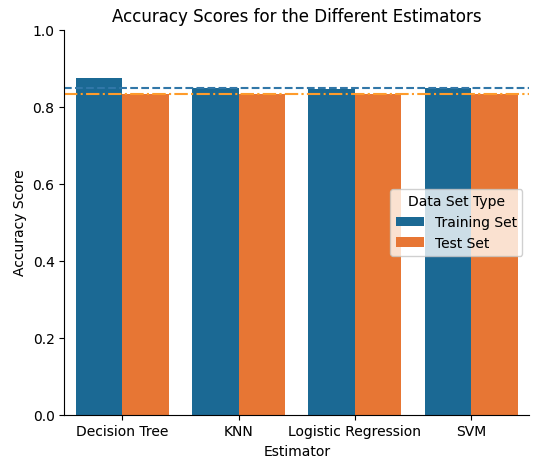 Accuracy Scores for the Different Estimators
1.0
0.8
0.6
0.4
0.2
0.0
Accuracy Score
Data Set Type
Training Set
Test Set
Decision Tree
KNN
Logistic Regression
SVM
Estimator